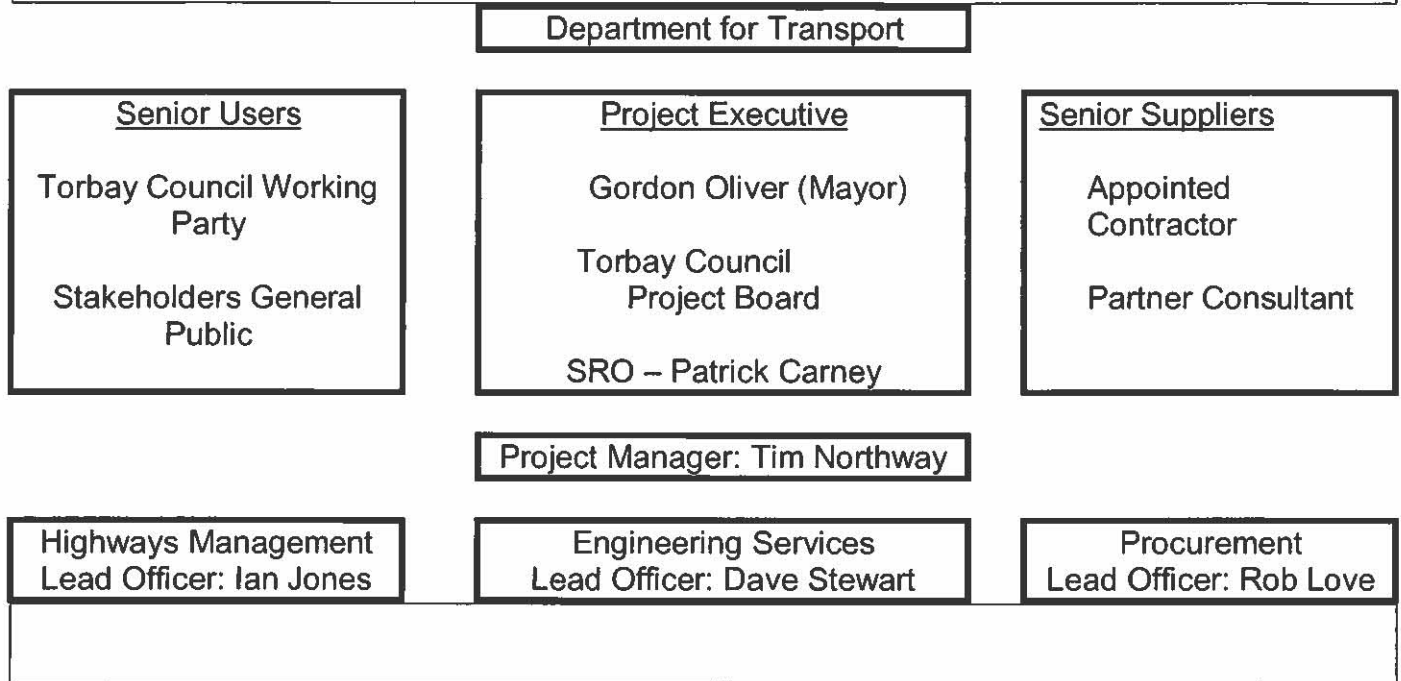 Department for Transport
Senior Users
Torbay Council Working
Party
Stakeholders General
Public
Project Executive
Gordon Oliver (Mayor)
Torbay Council
Project Board
SRO – Patrick Carney
Senior Suppliers
Appointed
Contractor
Partner Consultant
Project Manager: Tim Northway
Highways Management
Lead Officer: Ian Jones
Engineering Services
Lead Officer: Dave Stewart
Procurement
Lead Officer: Rob Love